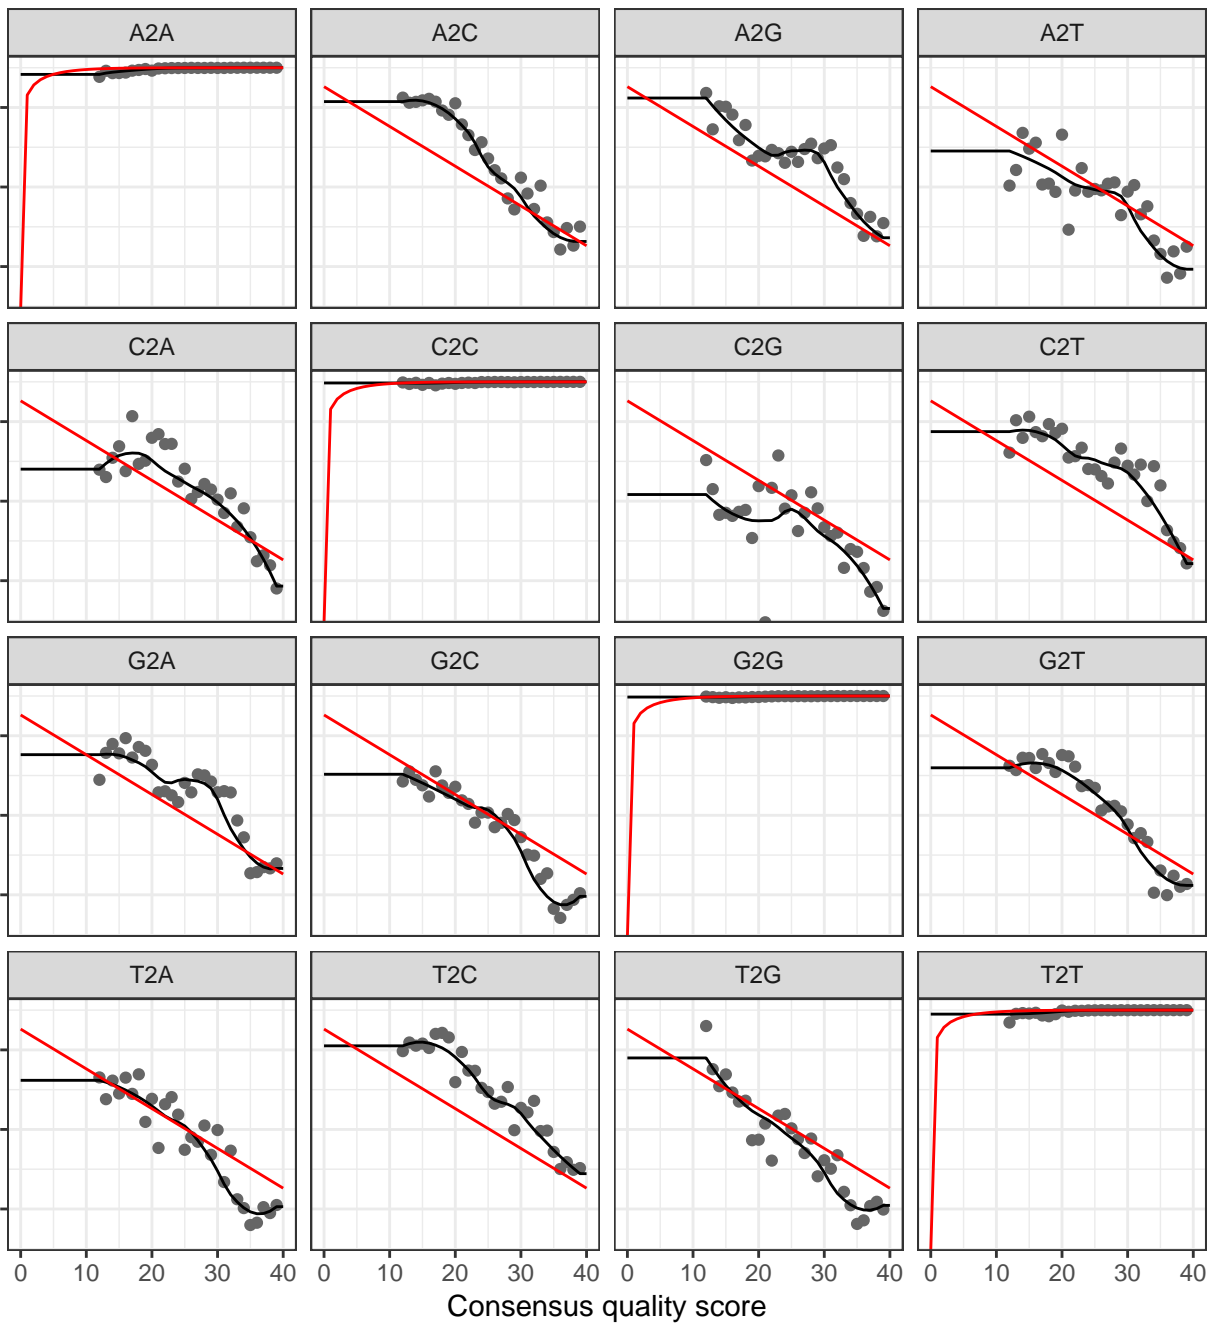 A2A A2C A2G A2T
C2A C2C C2G C2T
G2A G2C G2G G2T
T2A T2C T2G T2T
0 10 20 30 40 0 10 20 30 40 0 10 20 30 40 0 10 20 30 40
Consensus quality score